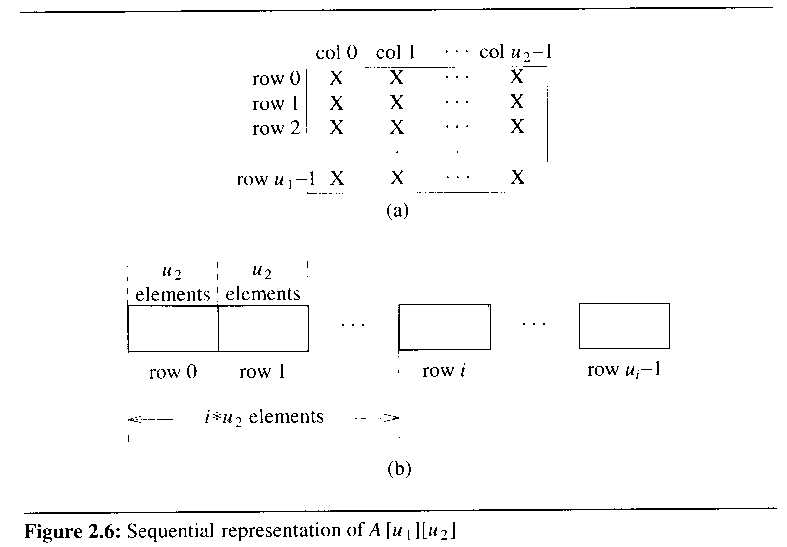 col 0 col 1 ··· col u₂−1
row 0 X X ··· X
row 1 X X ··· X
row 2 X X ··· X
. .
row u₁−1 X X ··· X
(a)
u₂ u₂
elements elements
··· ···
row 0 row 1 row i row uᵢ−1
i*u₂ elements
(b)
Figure 2.6: Sequential representation of A[u₁][u₂]